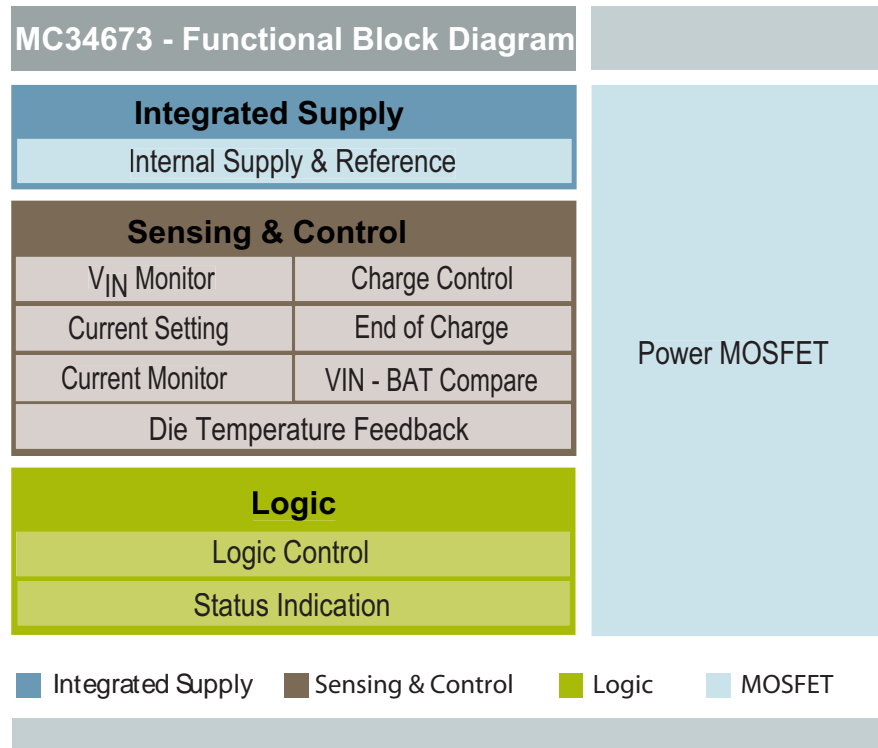 MC34673 - Functional Block Diagram
Integrated Supply
Internal Supply & Reference
Sensing & Control
VIN Monitor
Charge Control
Current Setting
End of Charge
Current Monitor
VIN - BAT Compare
Die Temperature Feedback
Logic
Logic Control
Status Indication
Power MOSFET
Integrated Supply
Sensing & Control
Logic
MOSFET